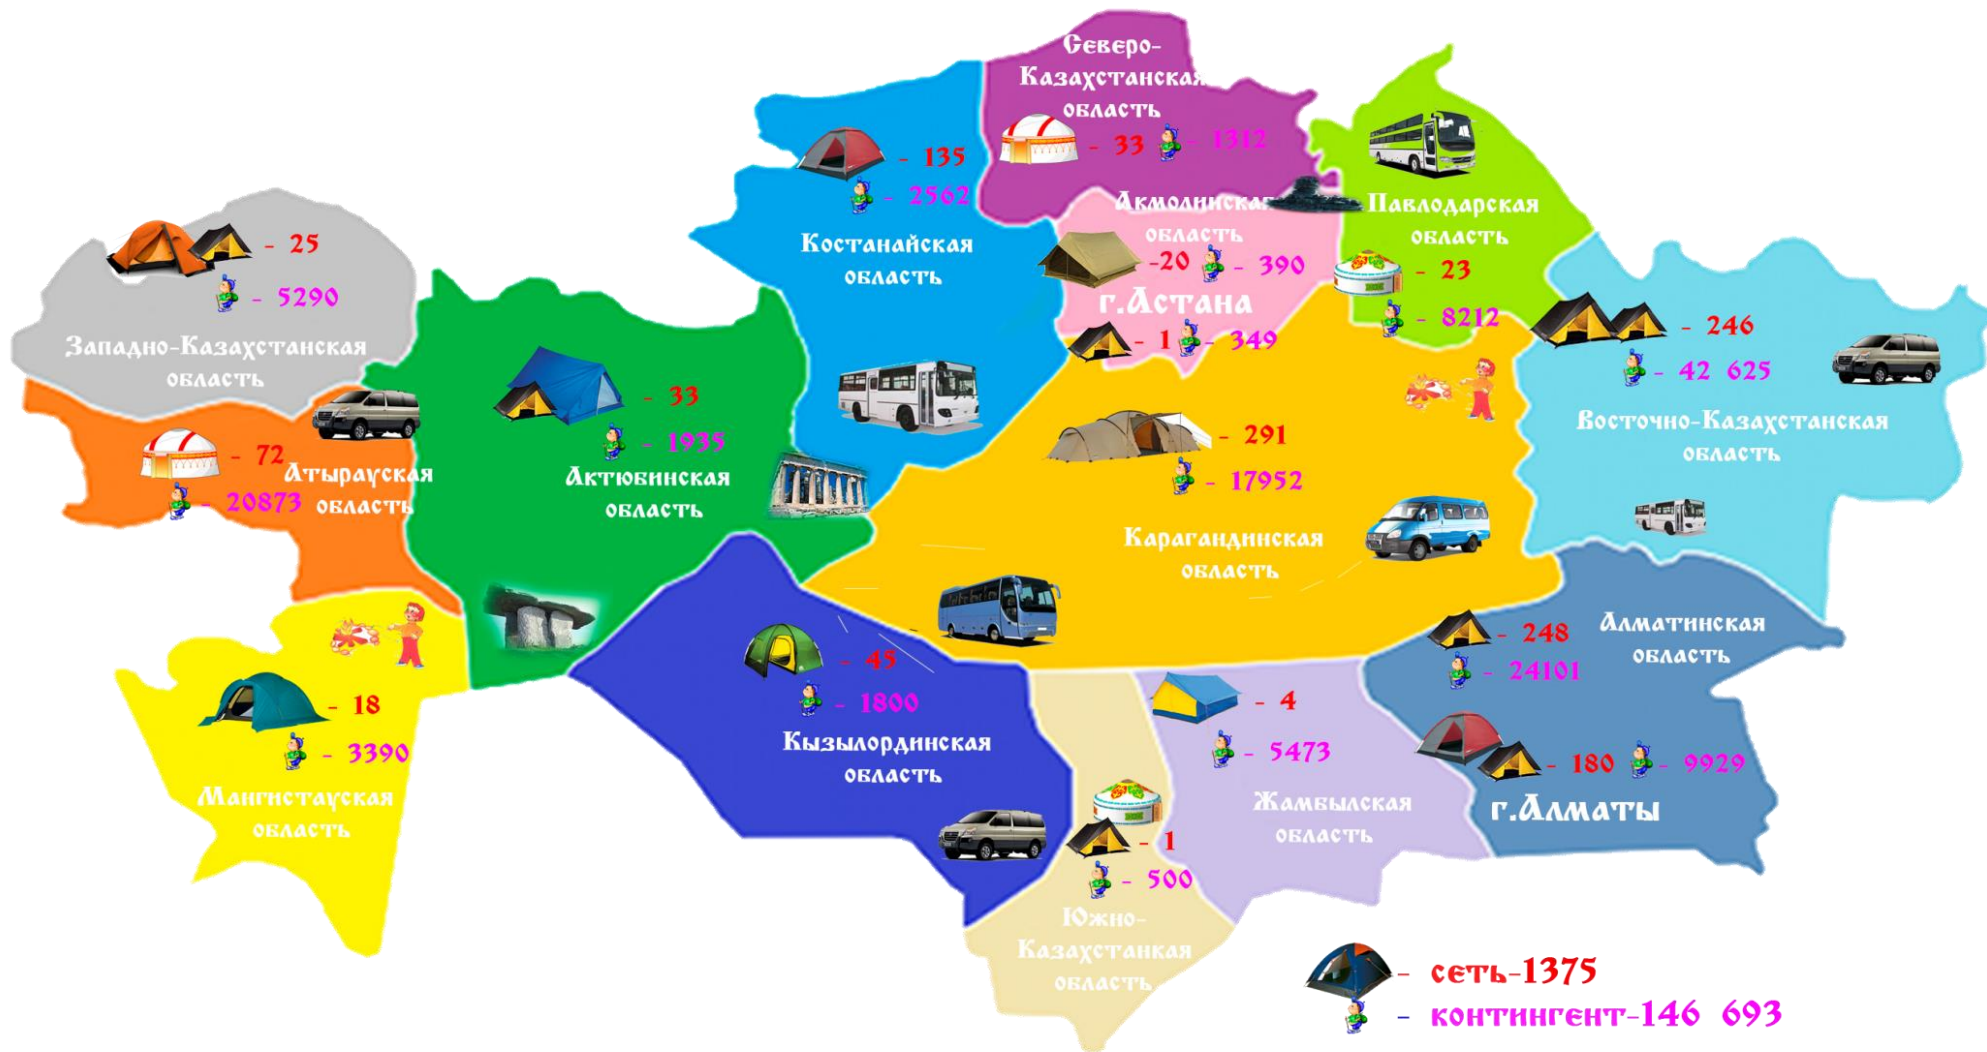 Северо-
Казахстанская
область
- 33 - 1312
- 135
- 2562
Костанайская
область
Акмолинская
область
-20 - 390
г.Астана
- 1 - 349
Павлодарская
область
- 23
- 8212
- 25
- 5290
Западно-Казахстанская
область
- 72
- 20873
Атырауская
область
- 33
- 1935
Актюбинская
область
- 291
- 17952
Карагандинская
область
- 246
- 42 625
Восточно-Казахстанская
область
- 18
- 3390
Мангистауская
область
- 45
- 1800
Кызылординская
область
- 1
- 500
Южно-
Казахстанкая
область
- 4
- 5473
Жамбылская
область
- 248
- 24101
Алматинская
область
- 180 - 9929
г.Алматы
- сеть-1375
- контингент-146 693